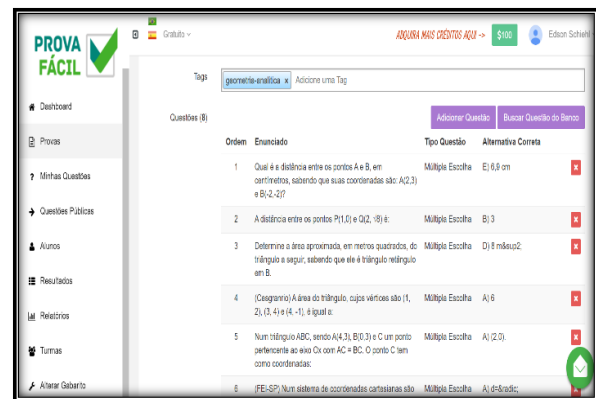 PROVA
FÁCIL
Gratuito
ADQUIRA MAIS CRÉDITOS AQUI ->
$100
Edson Schiehl
Tags
geometria-analitica x
Adicione uma Tag
Dashboard
Provas
Minhas Questões
Questões Públicas
Alunos
Resultados
Relatórios
Turmas
Alterar Gabarito
Questões (8)
Adicionar Questão
Buscar Questão do Banco
Ordem Enunciado Tipo Questão Alternativa Correta
1 Qual é a distância entre os pontos A e B, em Múltipla Escolha E) 6,9 cm
centímetros, sabendo que suas coordenadas são: A(2,3)
e B(-2,-2)?
2 A distância entre os pontos P(1,0) e Q(2, √8) é: Múltipla Escolha B) 3
3 Determine a área aproximada, em metros quadrados, do Múltipla Escolha D) 8 m&sup2;
triângulo a seguir, sabendo que ele é triângulo retângulo
em B.
4 (Cesgranrio) A área do triângulo, cujos vértices são (1, Múltipla Escolha A) 6
2), (3, 4) e (4, -1), é igual a:
5 Num triângulo ABC, sendo A(4,3), B(0,3) e C um ponto Múltipla Escolha A) (2,0).
pertencente ao eixo Ox com AC = BC. O ponto C tem
como coordenadas:
6 (FEI-SP) Num sistema de coordenadas cartesianas são Múltipla Escolha A) d=&radic;